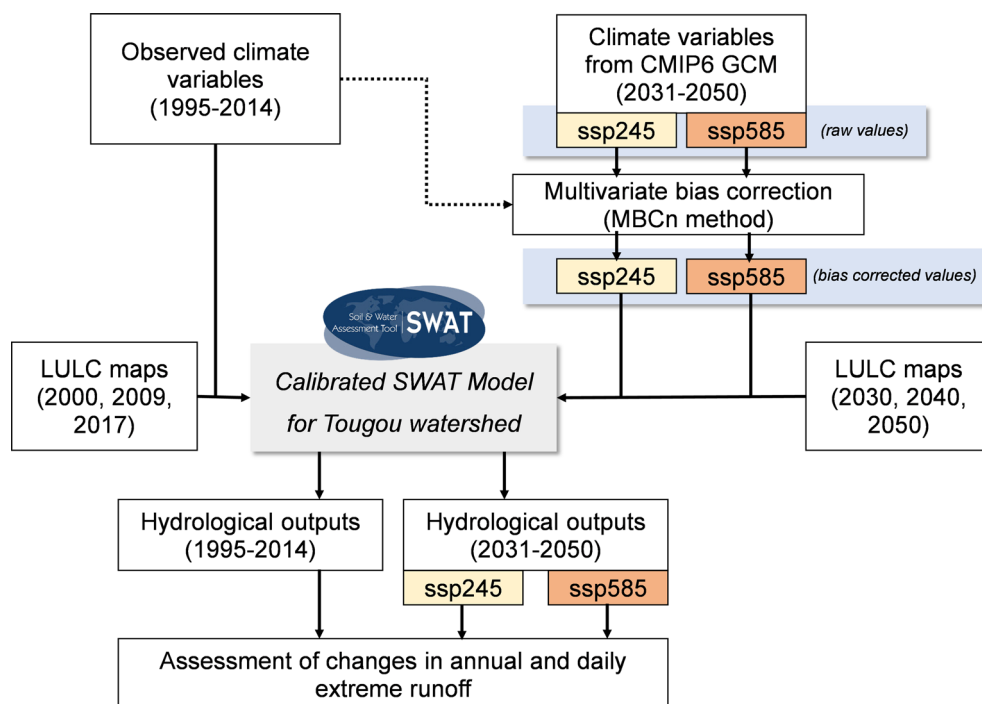 Observed climate
variables
(1995-2014)
Climate variables
from CMIP6 GCM
(2031-2050)
ssp245
ssp585
(raw values)
Multivariate bias correction
(MBCn method)
ssp245
ssp585
(bias corrected values)
Soil & Water
Assessment Tool
SWAT
LULC maps
(2000, 2009,
2017)
Calibrated SWAT Model
for Tougou watershed
LULC maps
(2030, 2040,
2050)
Hydrological outputs
(1995-2014)
Hydrological outputs
(2031-2050)
ssp245
ssp585
Assessment of changes in annual and daily
extreme runoff